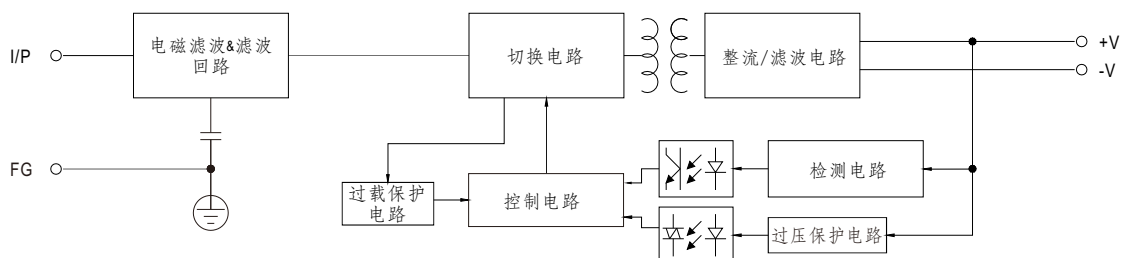 I/P
电磁滤波&滤波
回路
切换电路
整流/滤波电路
+V
-V
FG
过载保护
电路
控制电路
检测电路
过压保护电路